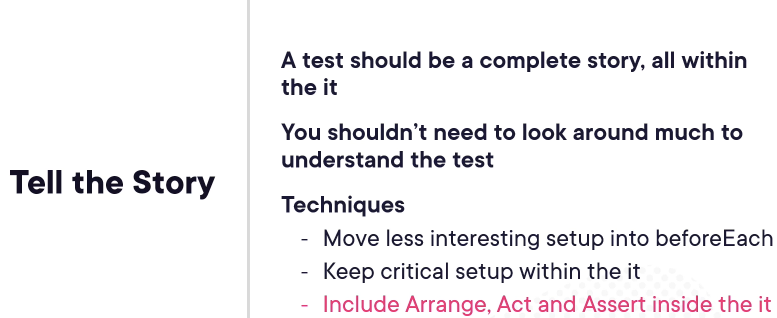 Tell the Story
A test should be a complete story, all within
the it
You shouldn’t need to look around much to
understand the test
Techniques
- Move less interesting setup into beforeEach
- Keep critical setup within the it
- Include Arrange, Act and Assert inside the it